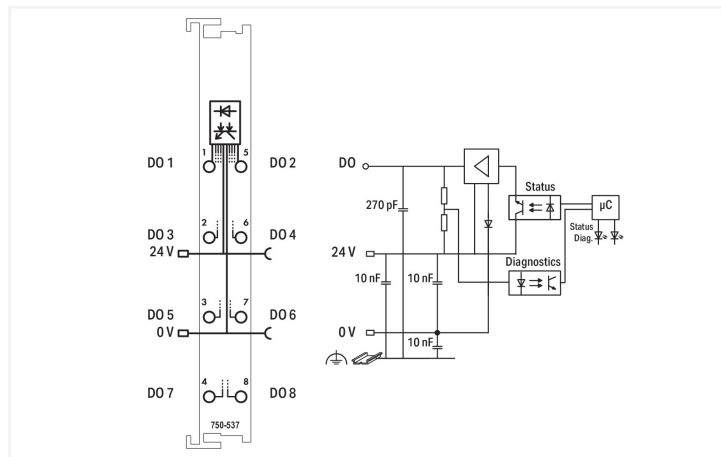 1 5
DO 1 DO 2
2 6
DO 3 DO 4
24 V
3 7
DO 5 DO 6
0 V
4 8
DO 7 DO 8
750-537
DO
Status
µC
270 pF
Status
Diag.
24 V
Diagnostics
10 nF 10 nF
0 V
10 nF